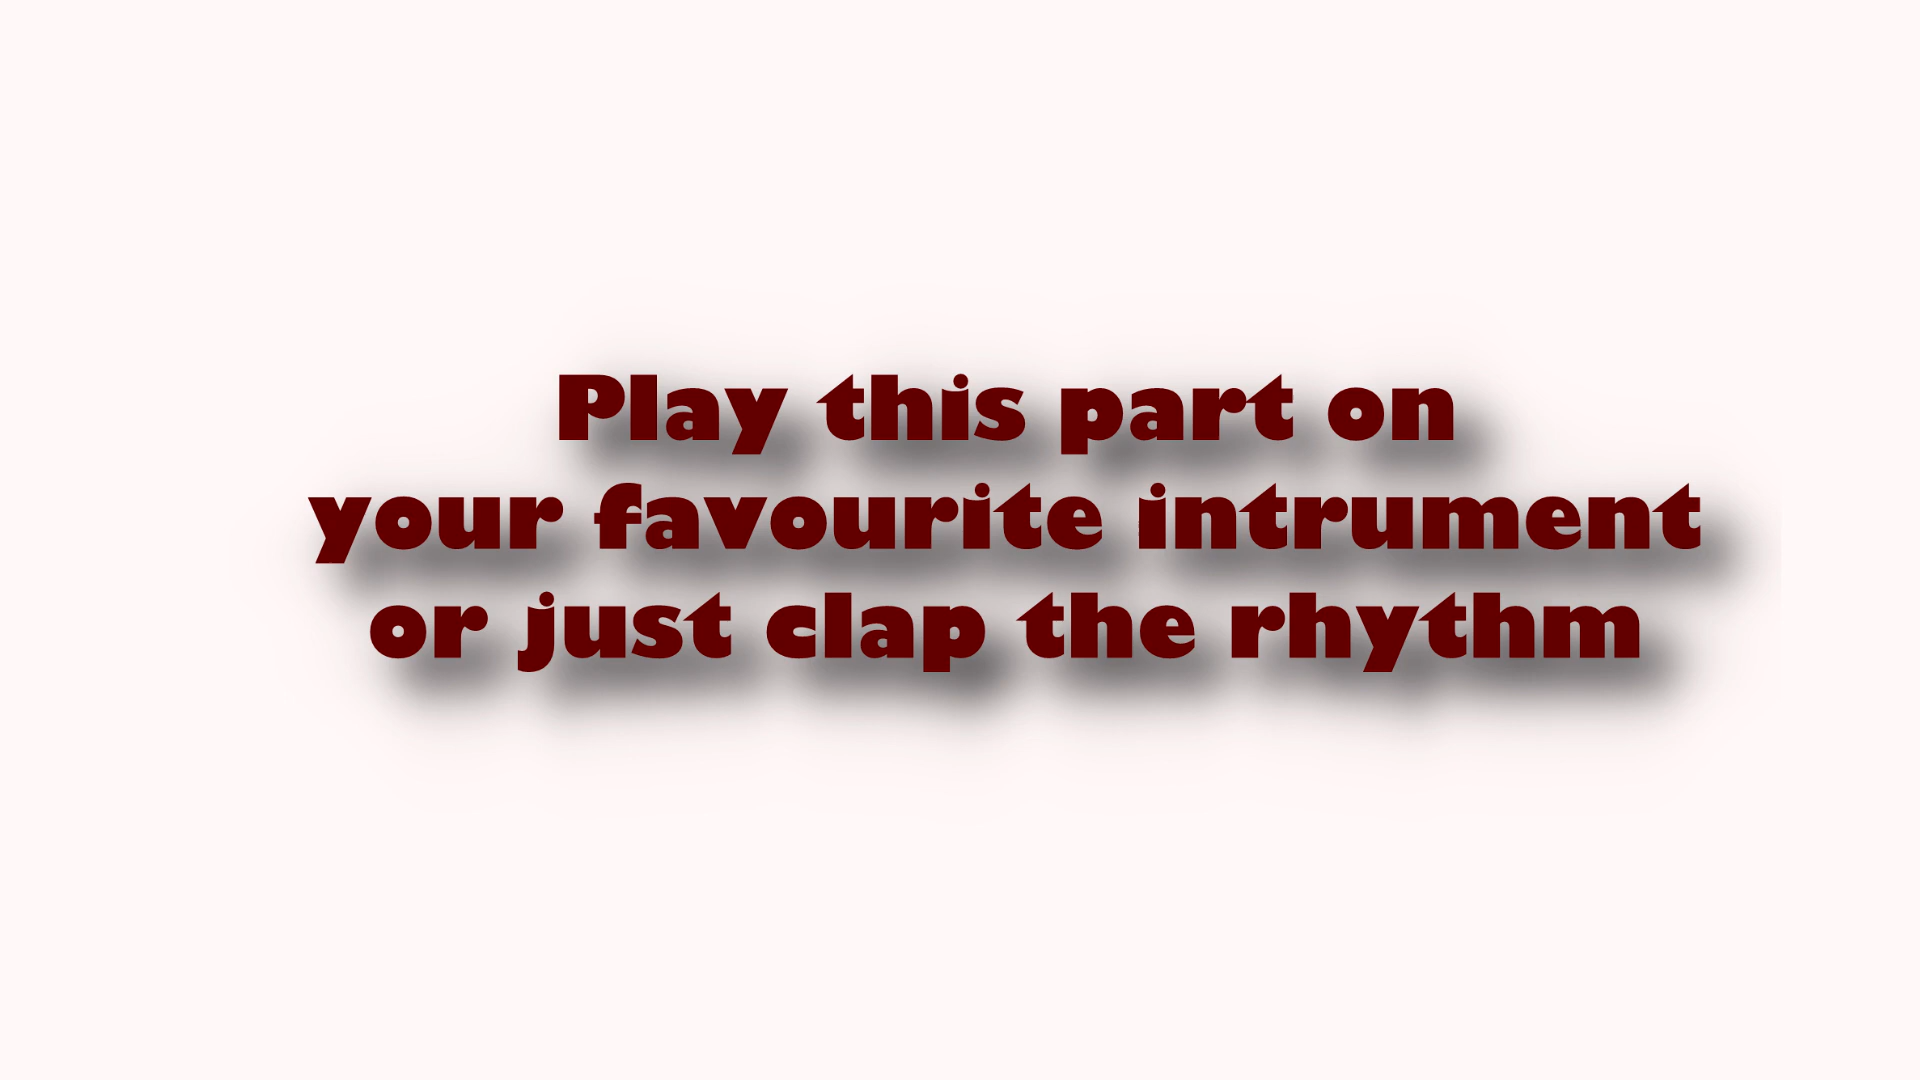 Play this part on
your favourite intrument
or just clap the rhythm